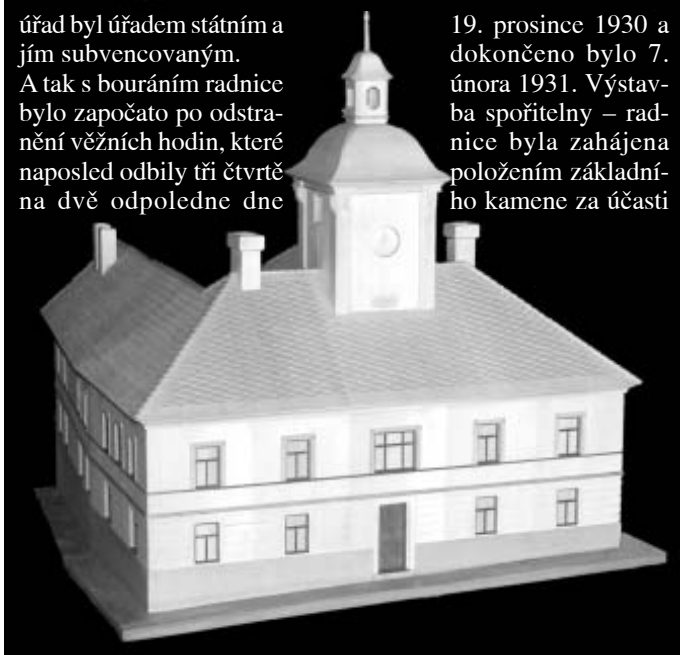 úřad byl úřadem státním a
jím subvencovaným.
A tak s bouráním radnice
bylo započato po odstra-
nění věžních hodin, které
naposled odbily tři čtvrtě
na dvě odpoledne dne
19. prosince 1930 a
dokončeno bylo 7.
února 1931. Výstav-
ba spořitelny – rad-
nice byla zahájena
položením základní-
ho kamene za účasti